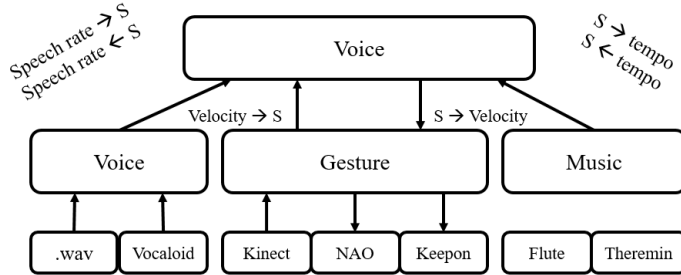 Speech rate → S
Speech rate ← S
S → tempo
S ← tempo
Voice
Velocity → S
S → Velocity
Voice
Gesture
Music
.wav
Vocaloid
Kinect
NAO
Keepon
Flute
Theremin